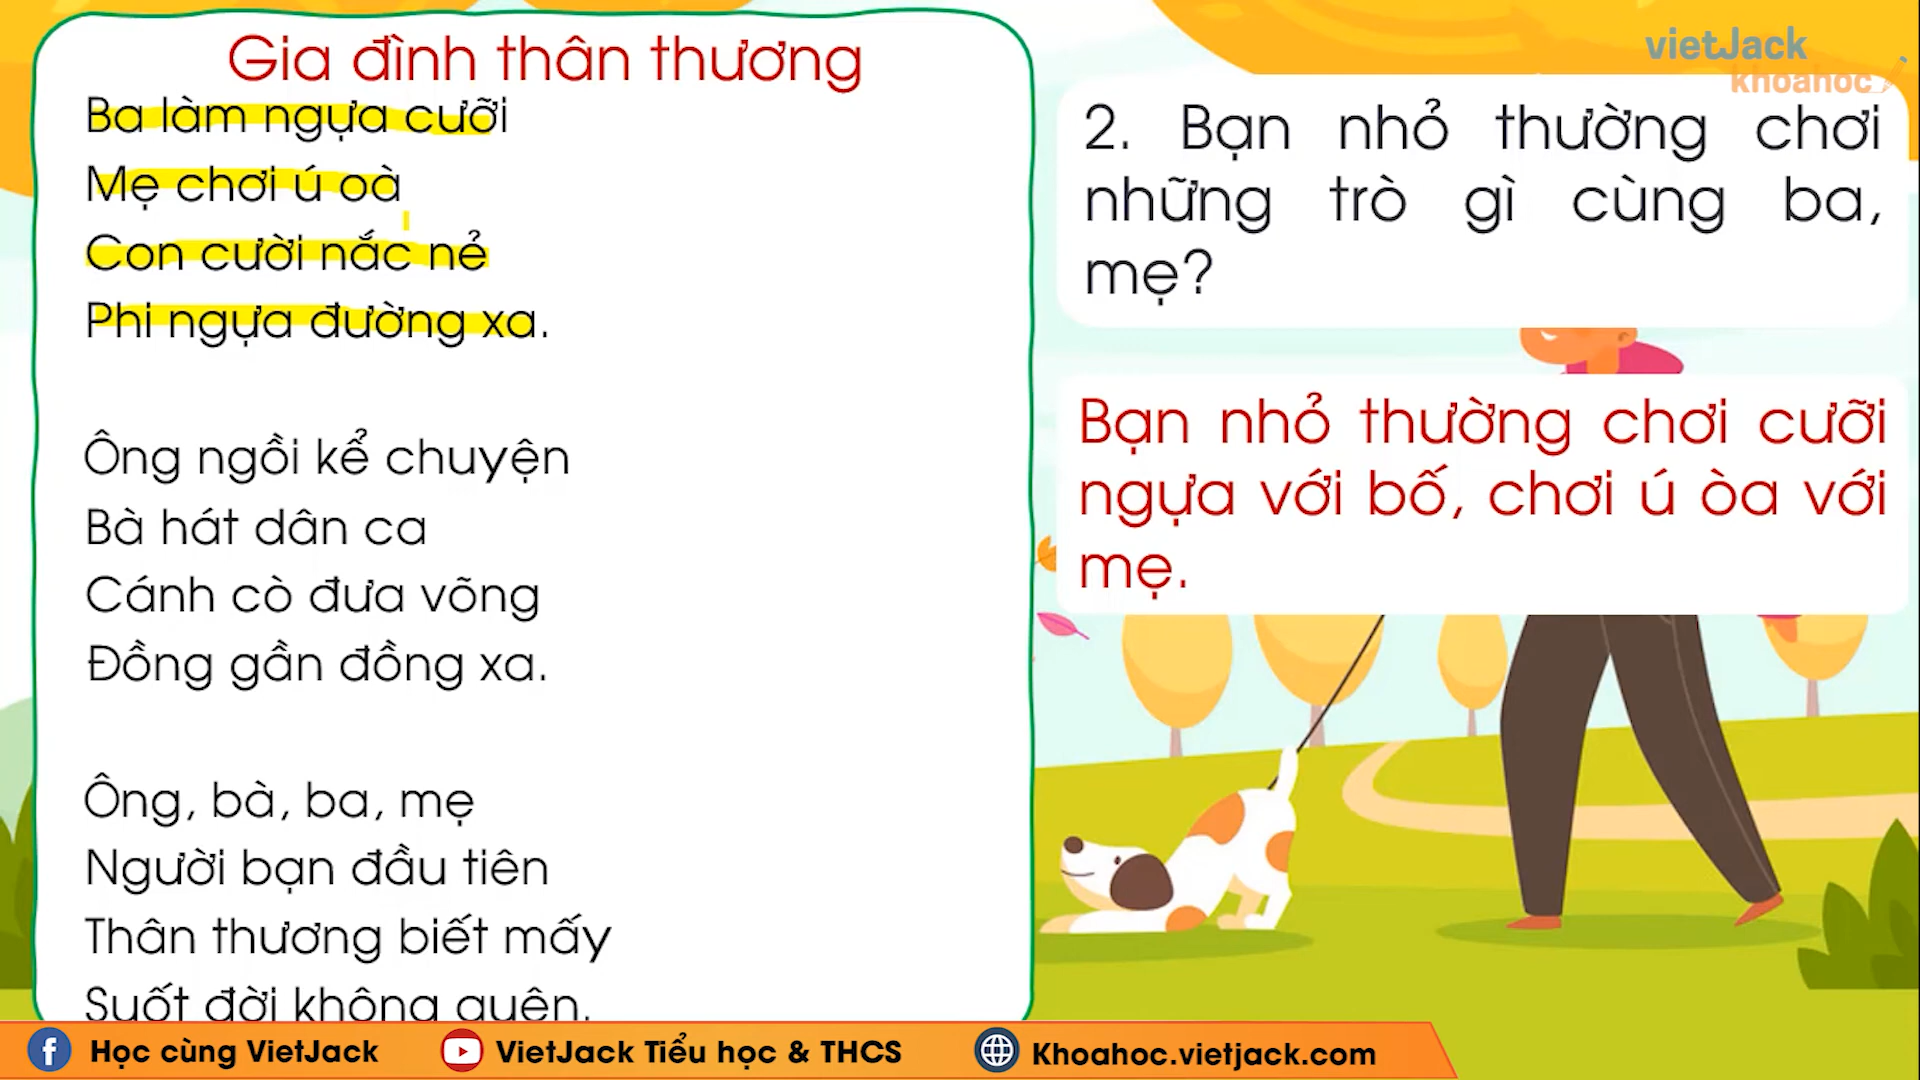 Gia đình thân thương
Ba làm ngựa cưỡi
Mẹ chơi ú oà
Con cười nắc nẻ
Phi ngựa đường xa.
Ông ngồi kể chuyện
Bà hát dân ca
Cánh cò đưa võng
Đồng gần đồng xa.
Ông, bà, ba, mẹ
Người bạn đầu tiên
Thân thương biết mấy
Suốt đời không quên.
vietJack
khoahoc
2. Bạn nhỏ thường chơi
những trò gì cùng ba,
mẹ?
Bạn nhỏ thường chơi cưỡi
ngựa với bố, chơi ú òa với
mẹ.
Học cùng VietJack
VietJack Tiểu học & THCS
Khoahoc.vietjack.com